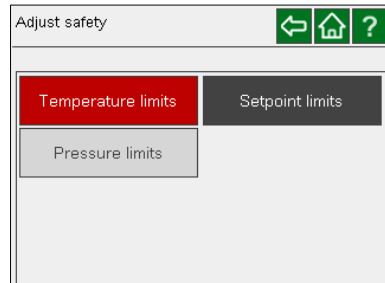 Adjust safety
?
Temperature limits
Setpoint limits
Pressure limits